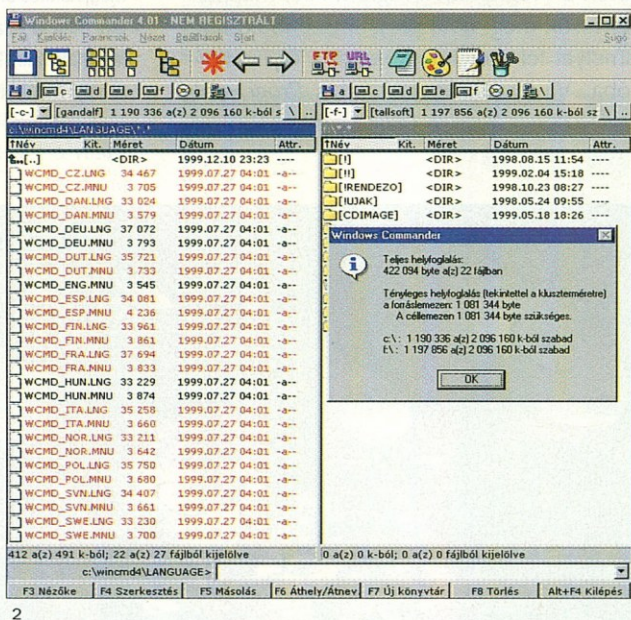 Windows Commander 4.01 - NEM REGISZTRÁLT
Fájl Kijelölés Parancsok Nézet Beállítások Start Súgó
FTP URL
a c d e f g \
[-c-] [gandalf] 1 190 336 a(z) 2 096 160 k-ból s \ ..
c:\wincmd4\LANGUAGE\*.*
↑Név Kit. Méret Dátum Attr.
[..] <DIR> 1999.12.10 23:23 ----
WCMD_CZ.LNG 34 467 1999.07.27 04:01 -a--
WCMD_CZ.MNU 3 705 1999.07.27 04:01 -a--
WCMD_DAN.LNG 33 024 1999.07.27 04:01 -a--
WCMD_DAN.MNU 3 579 1999.07.27 04:01 -a--
WCMD_DEU.LNG 37 072 1999.07.27 04:01 -a--
WCMD_DEU.MNU 3 793 1999.07.27 04:01 -a--
WCMD_DUT.LNG 35 721 1999.07.27 04:01 -a--
WCMD_DUT.MNU 3 733 1999.07.27 04:01 -a--
WCMD_ENG.MNU 3 545 1999.07.27 04:01 -a--
WCMD_ESP.LNG 34 081 1999.07.27 04:01 -a--
WCMD_ESP.MNU 4 236 1999.07.27 04:01 -a--
WCMD_FIN.LNG 33 961 1999.07.27 04:01 -a--
WCMD_FIN.MNU 3 861 1999.07.27 04:01 -a--
WCMD_FRA.LNG 37 694 1999.07.27 04:01 -a--
WCMD_FRA.MNU 3 833 1999.07.27 04:01 -a--
WCMD_HUN.LNG 33 229 1999.07.27 04:01 -a--
WCMD_HUN.MNU 3 874 1999.07.27 04:01 -a--
WCMD_ITA.LNG 35 258 1999.07.27 04:01 -a--
WCMD_ITA.MNU 3 660 1999.07.27 04:01 -a--
WCMD_NOR.LNG 33 211 1999.07.27 04:01 -a--
WCMD_NOR.MNU 3 642 1999.07.27 04:01 -a--
WCMD_POL.LNG 35 750 1999.07.27 04:01 -a--
WCMD_POL.MNU 3 680 1999.07.27 04:01 -a--
WCMD_SVN.LNG 34 407 1999.07.27 04:01 -a--
WCMD_SVN.MNU 3 661 1999.07.27 04:01 -a--
WCMD_SWE.LNG 33 230 1999.07.27 04:01 -a--
WCMD_SWE.MNU 3 700 1999.07.27 04:01 -a--
412 a(z) 491 k-ból; 22 a(z) 27 fájlból kijelölve
a c d e f g \
[-f-] [tallsoft] 1 197 856 a(z) 2 096 160 k-ból sz \ ..
f:\*.*
↑Név Kit. Méret Dátum Attr.
[!] <DIR> 1998.08.15 11:54 ----
[!!] <DIR> 1999.02.04 15:18 ----
[!RENDEZO] <DIR> 1998.10.23 08:27 ----
[!UJAK] <DIR> 1998.05.24 09:55 ----
[CDIMAGE] <DIR> 1999.05.18 18:26 ----
Windows Commander
Teljes helyfoglalás:
422 094 byte a(z) 22 fájlban
Tényleges helyfoglalás (tekintettel a klaszterméretre)
a forráslemezen: 1 081 344 byte
A céllemezen 1 081 344 byte szükséges.
c:\ : 1 190 336 a(z) 2 096 160 k-ból szabad
f:\ : 1 197 856 a(z) 2 096 160 k-ból szabad
OK
0 a(z) 0 k-ból; 0 a(z) 0 fájlból kijelölve
c:\wincmd4\LANGUAGE>
F3 Nézőke F4 Szerkesztés F5 Másolás F6 Áthely/Átnev. F7 Új könyvtár F8 Törlés Alt+F4 Kilépés
2